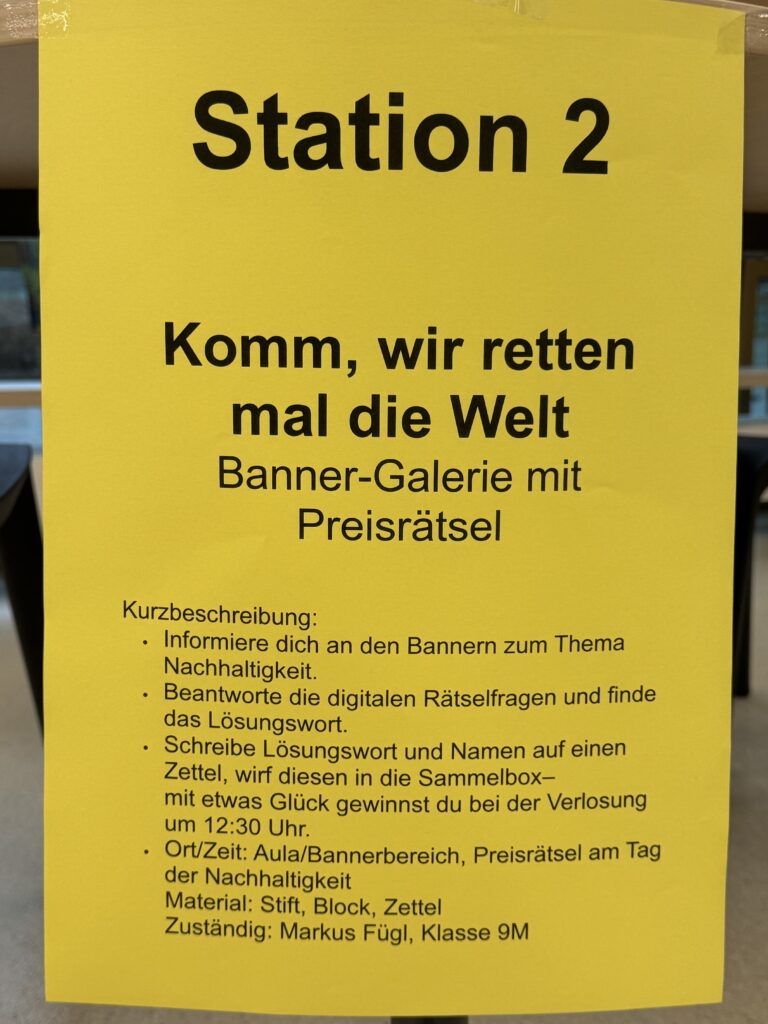 Station 2
Komm, wir retten
mal die Welt
Banner-Galerie mit
Preisrätsel
Kurzbeschreibung:
• Informiere dich an den Bannern zum Thema
Nachhaltigkeit.
• Beantworte die digitalen Rätselfragen und finde
das Lösungswort.
• Schreibe Lösungswort und Namen auf einen
Zettel, wirf diesen in die Sammelbox–
mit etwas Glück gewinnst du bei der Verlosung
um 12:30 Uhr.
• Ort/Zeit: Aula/Bannerbereich, Preisrätsel am Tag
der Nachhaltigkeit
Material: Stift, Block, Zettel
Zuständig: Markus Fügl, Klasse 9M